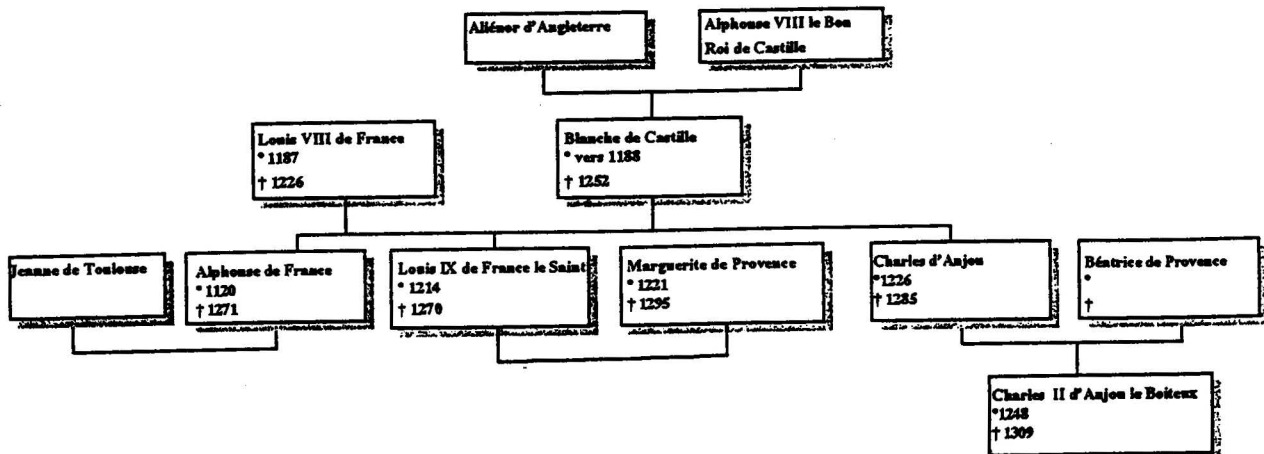 Aliénor d'Angleterre
Alphonse VIII le Bon
Roi de Castille
Louis VIII de France
° 1187
† 1226
Blanche de Castille
° vers 1188
† 1252
Jeanne de Toulouse
Alphonse de France
° 1120
† 1271
Louis IX de France le Saint
° 1214
† 1270
Marguerite de Provence
° 1221
† 1295
Charles d'Anjou
°1226
† 1285
Béatrice de Provence
°
†
Charles II d'Anjou le Boiteux
°1248
† 1309